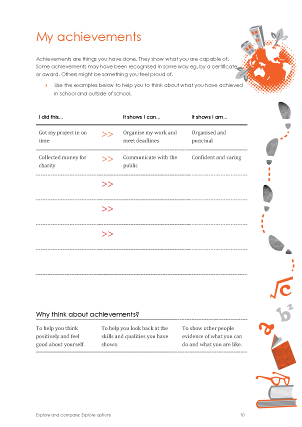 My achievements
Achievements are things you have done. They show what you are capable of.
Some achievements may have been recognised in some way eg, by a certificate
or award. Others might be something you feel proud of.
› Use the examples below to help you to think about what you have achieved
in school and outside of school.
I did this... It shows I can... It shows I am...
Got my project in on >> Organise my work and Organised and
time meet deadlines punctual
Collected money for >> Communicate with the Confident and caring
charity public
>>
>>
>>
√c
b²
a
Why think about achievements?
To help you think To help you look back at the To show other people
positively and feel skills and qualities you have evidence of what you can
good about yourself. shown. do and what you are like.
Explore and company: Explore options 10